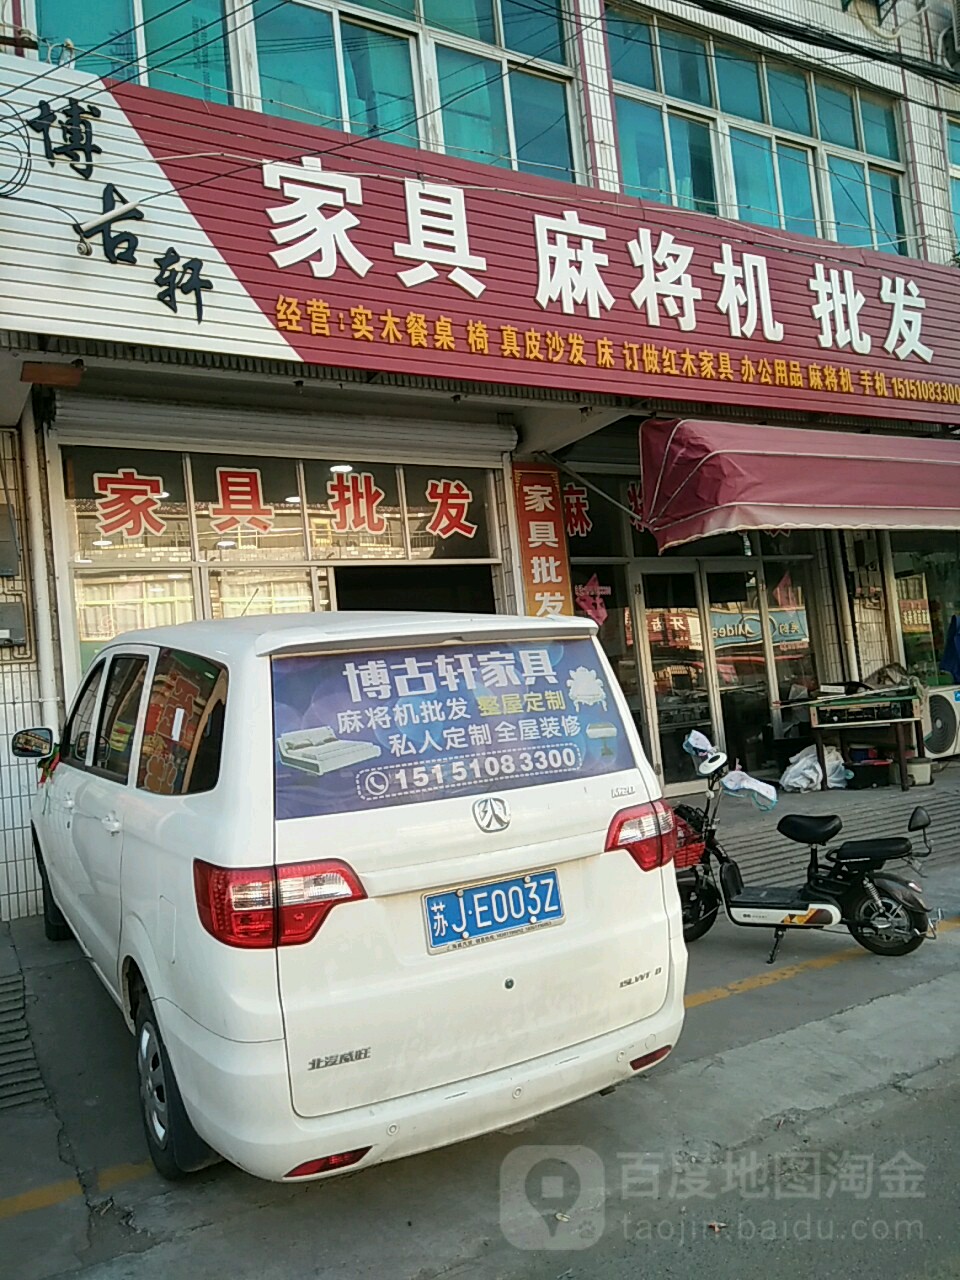 博古轩
家具 麻将机 批发
经营：实木餐桌 椅 真皮沙发 床 订做红木家具 办公用品 麻将机 手机 15151083300
家具批发
家具批发
麻
Midea
博古轩家具
麻将机批发 整屋定制
私人定制 全屋装修
15151083300
苏J·E003Z
北汽威旺
百度地图淘金
taojin.baidu.com